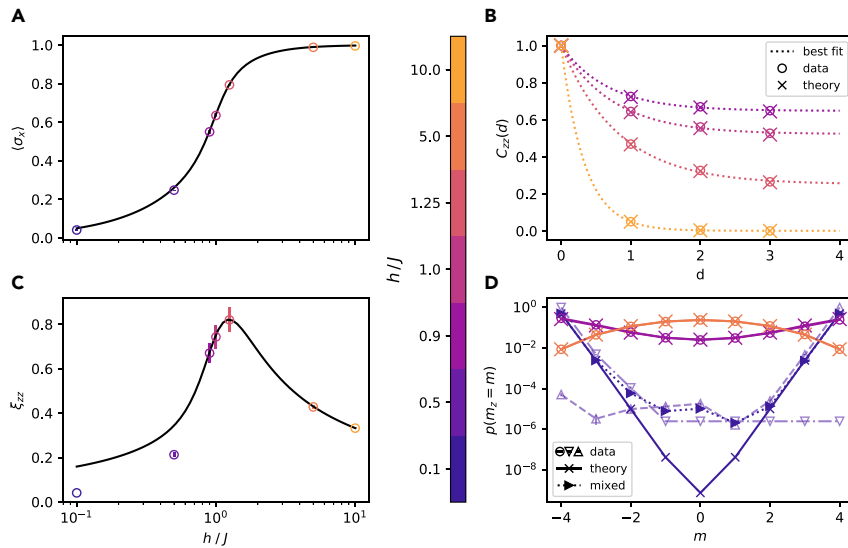 A
⟨σx⟩
1.0
0.8
0.6
0.4
0.2
0.0
h / J
10.0
5.0
1.25
1.0
0.9
0.5
0.1
B
Czz(d)
1.0
0.8
0.6
0.4
0.2
0.0
0 1 2 3 4
d
best fit
data
theory
C
ξzz
0.8
0.6
0.4
0.2
0.0
10⁻¹ 10⁰ 10¹
h / J
h / J
D
p(mz = m)
10⁰
10⁻²
10⁻⁴
10⁻⁶
10⁻⁸
−4 −2 0 2 4
m
data
theory
mixed